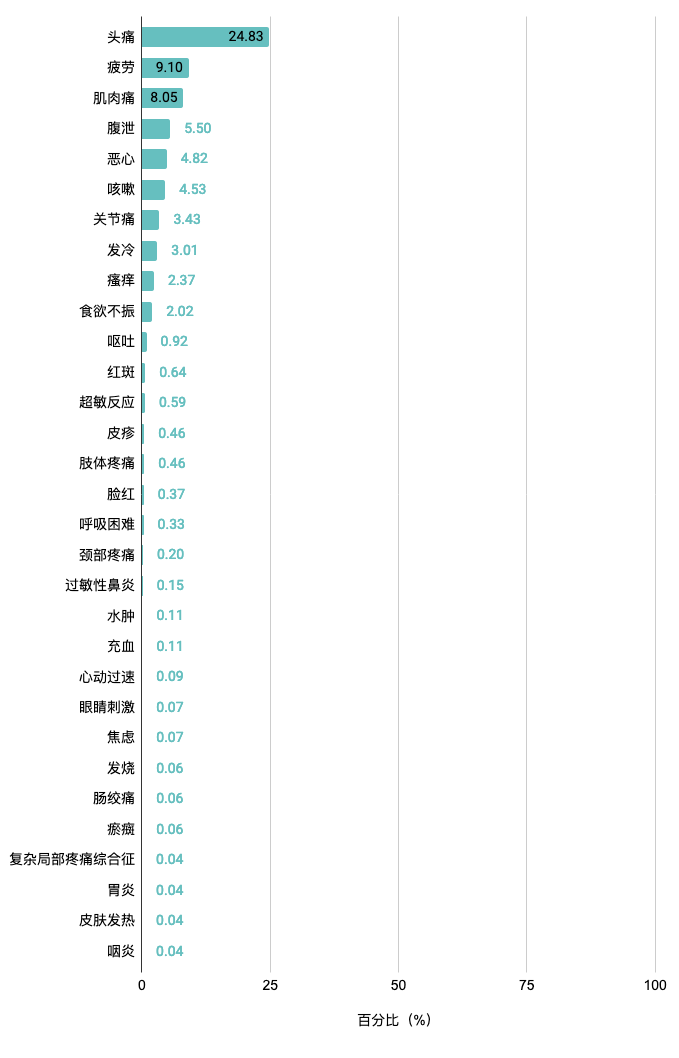 头痛 24.83
疲劳 9.10
肌肉痛 8.05
腹泄 5.50
恶心 4.82
咳嗽 4.53
关节痛 3.43
发冷 3.01
瘙痒 2.37
食欲不振 2.02
呕吐 0.92
红斑 0.64
超敏反应 0.59
皮疹 0.46
肢体疼痛 0.46
脸红 0.37
呼吸困难 0.33
颈部疼痛 0.20
过敏性鼻炎 0.15
水肿 0.11
充血 0.11
心动过速 0.09
眼睛刺激 0.07
焦虑 0.07
发烧 0.06
肠绞痛 0.06
瘀斑 0.06
复杂局部疼痛综合征 0.04
胃炎 0.04
皮肤发热 0.04
咽炎 0.04
0 25 50 75 100
百分比（%）